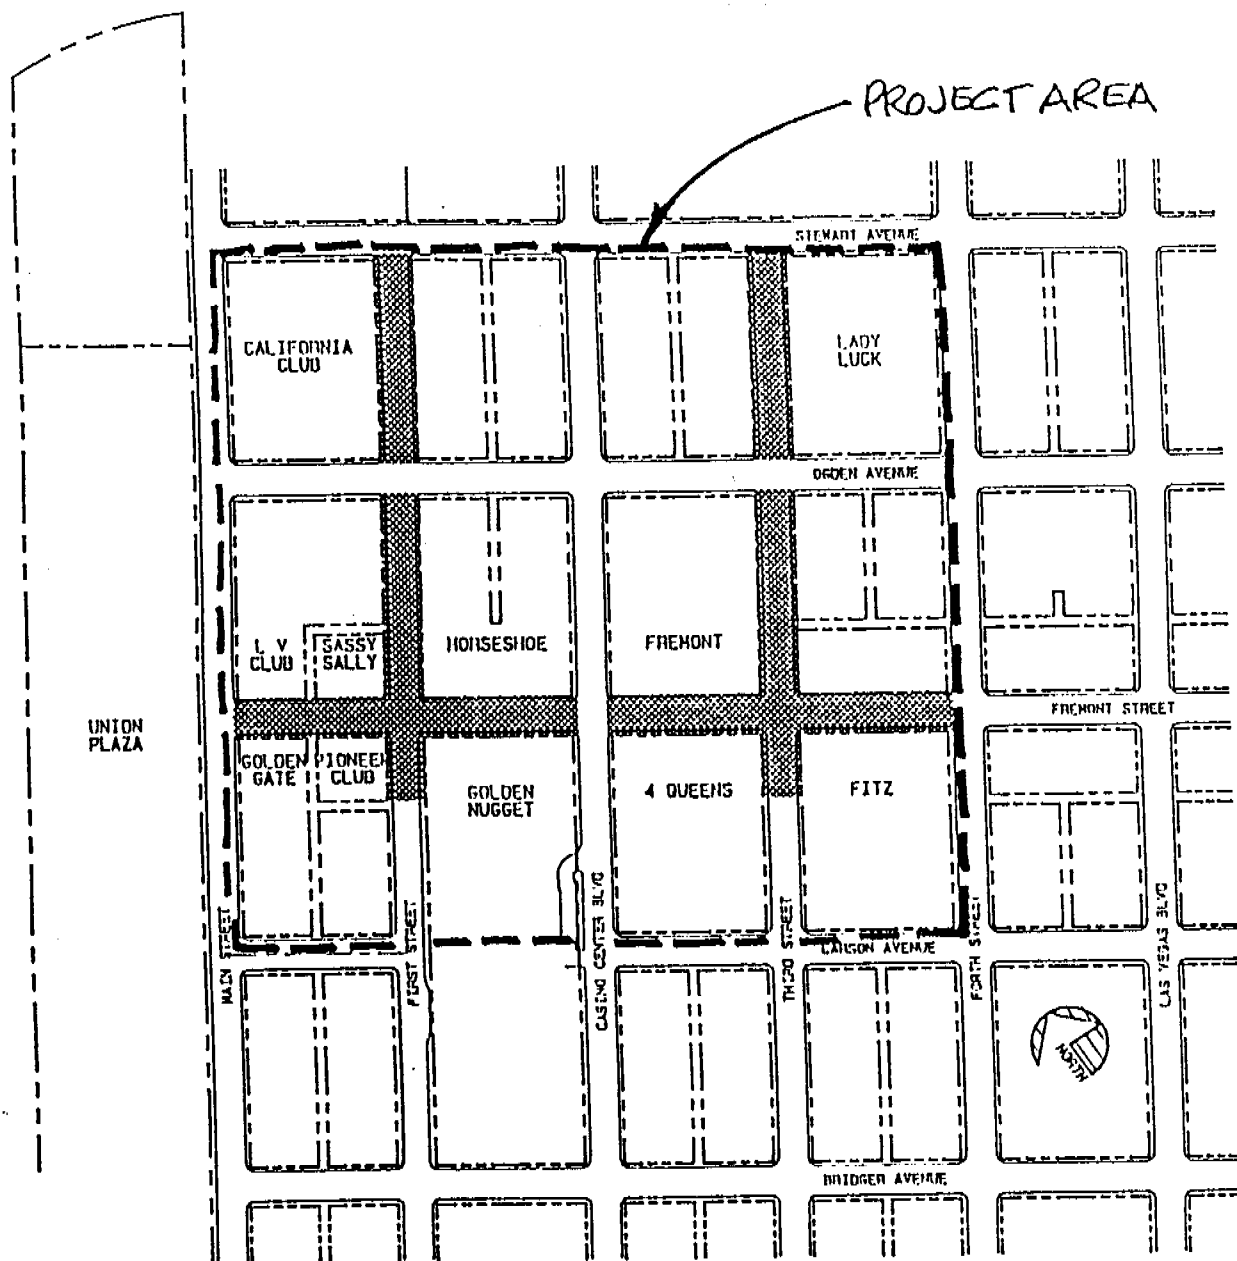 PROJECT AREA
STEWART AVENUE
CALIFORNIA
CLUB
LADY
LUCK
OGDEN AVENUE
L V
CLUB
SASSY
SALLY
HORSESHOE
FREMONT
FREMONT STREET
UNION
PLAZA
GOLDEN
GATE
PIONEER
CLUB
GOLDEN
NUGGET
4 QUEENS
FITZ
MAIN STREET
FIRST STREET
CASINO CENTER BLVD
THIRD STREET
CARSON AVENUE
FORTH STREET
LAS VEGAS BLVD
NORTH
BRIDGER AVENUE